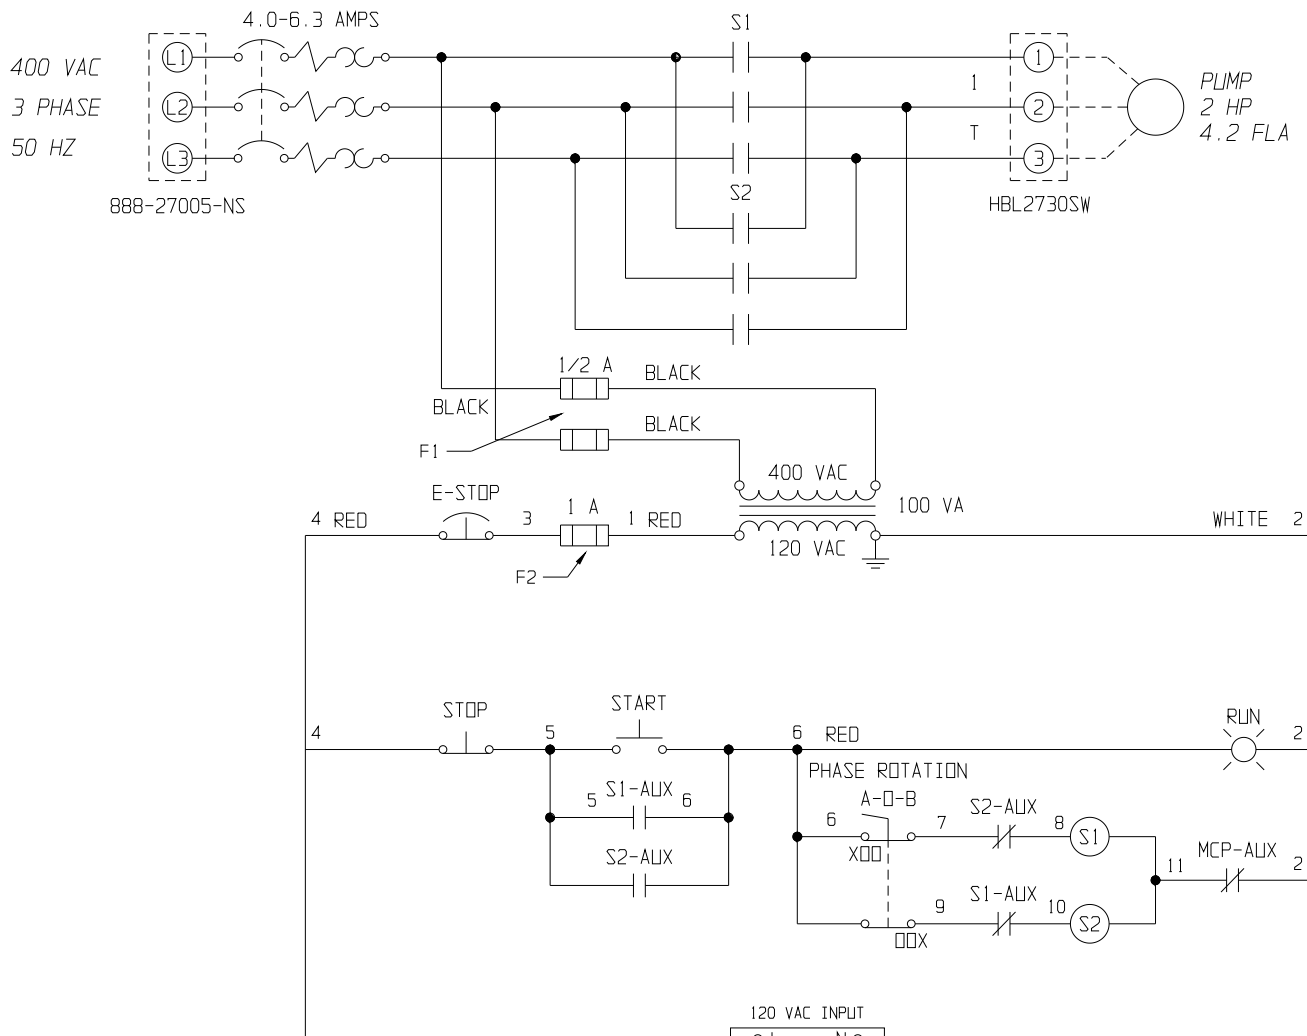 4.0-6.3 AMPS
S1
400 VAC
L1
1
PUMP
3 PHASE
L2
1
2
2 HP
T
4.2 FLA
50 HZ
L3
3
888-27005-NS
S2
HBL2730SW
1/2 A
BLACK
BLACK
BLACK
F1
400 VAC
E-STOP
100 VA
4 RED
3
1 A
1 RED
WHITE 2
120 VAC
F2
STOP
START
RUN
4
5
6 RED
2
PHASE ROTATION
S1-AUX
A-O-B
S2-AUX
5
6
6
7
8
S1
XOO
MCP-AUX
S2-AUX
11
2
S1-AUX
9
10
S2
OOX
120 VAC INPUT
N